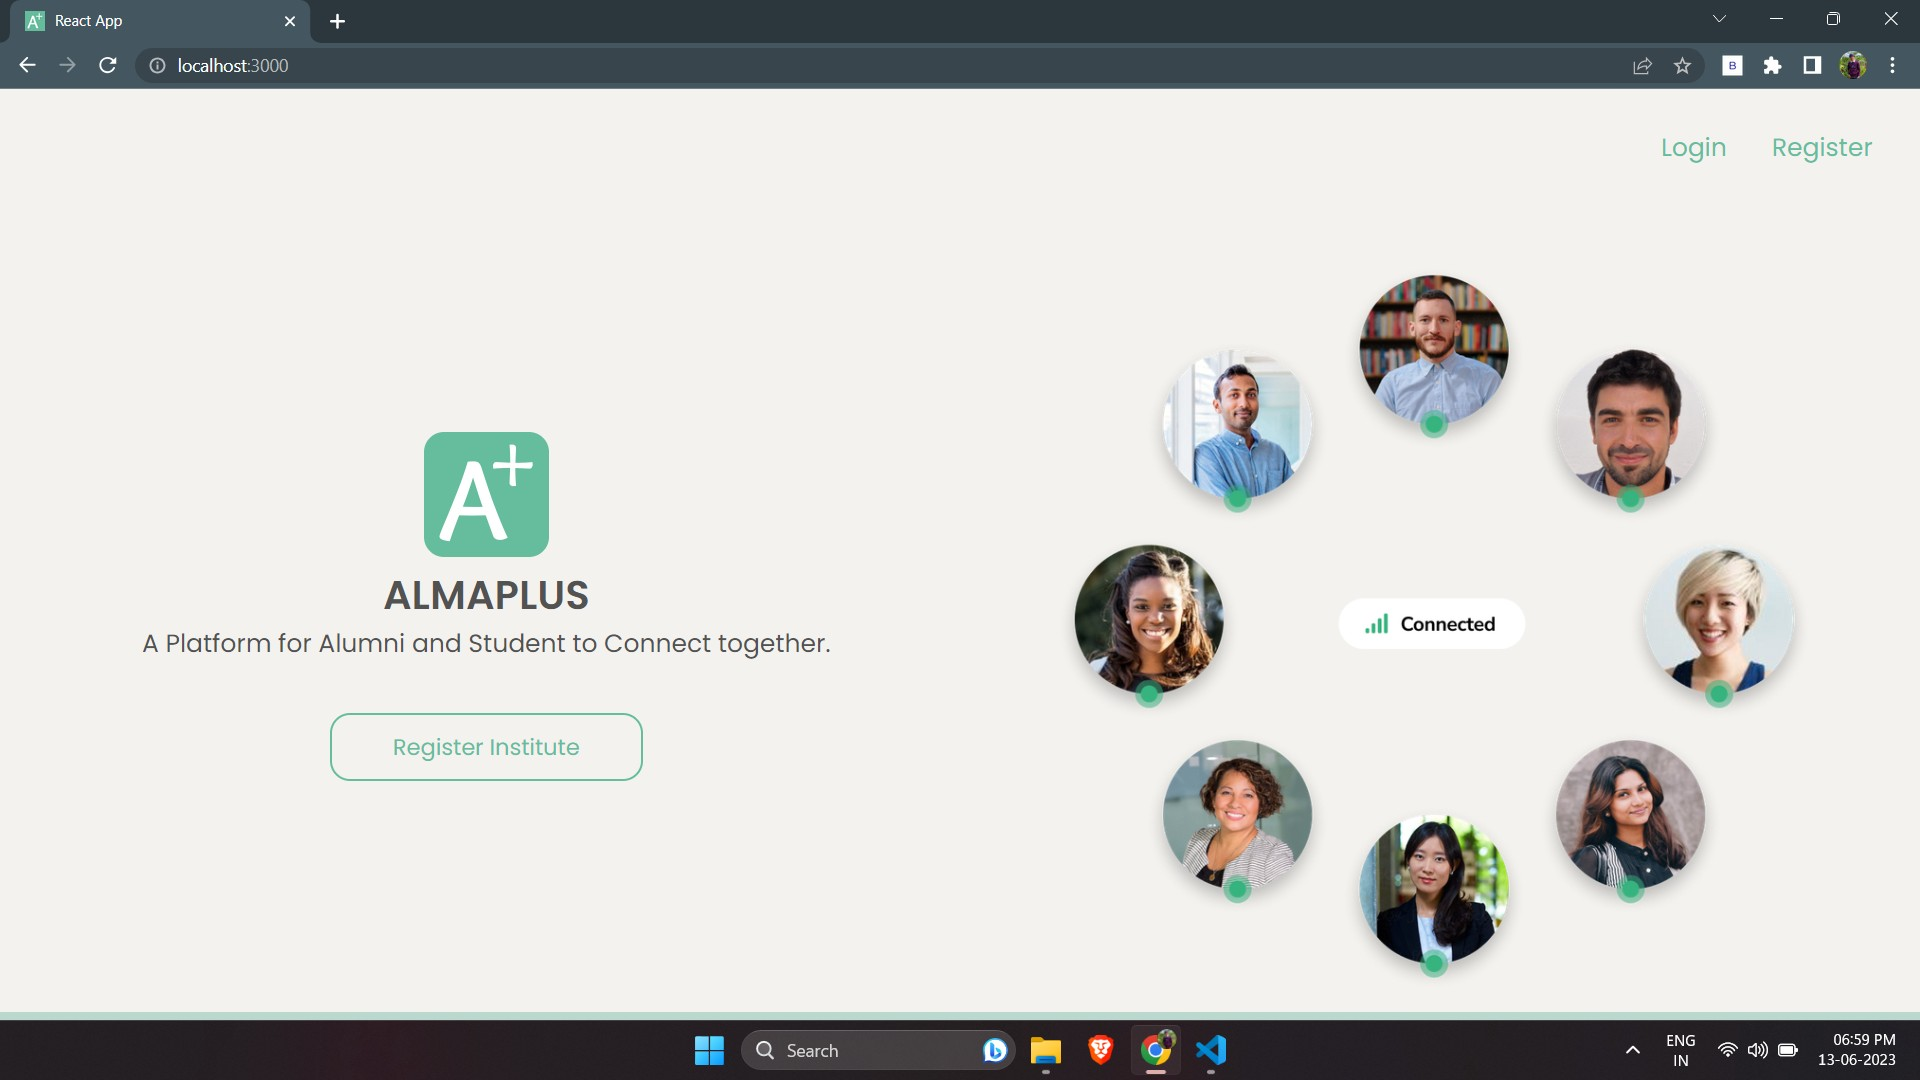 React App
localhost:3000
B
Login Register
A+
ALMAPLUS
A Platform for Alumni and Student to Connect together.
Connected
Register Institute
Search
ENG
IN
06:59 PM
13-06-2023